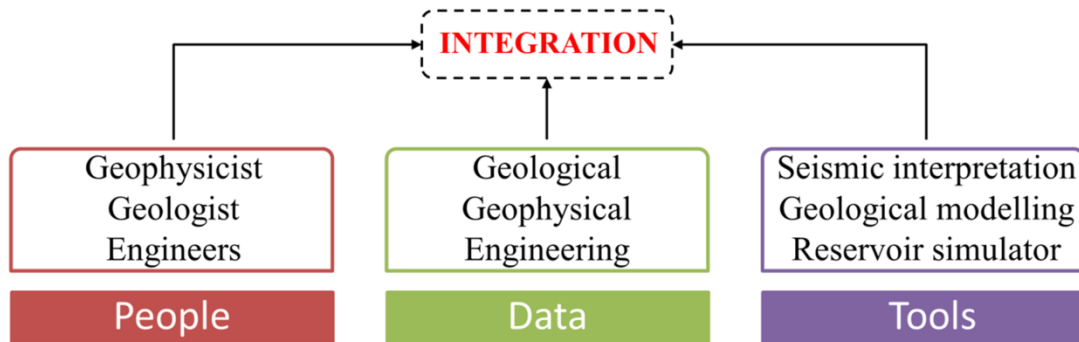 INTEGRATION
Geophysicist
Geologist
Engineers
People
Geological
Geophysical
Engineering
Data
Seismic interpretation
Geological modelling
Reservoir simulator
Tools